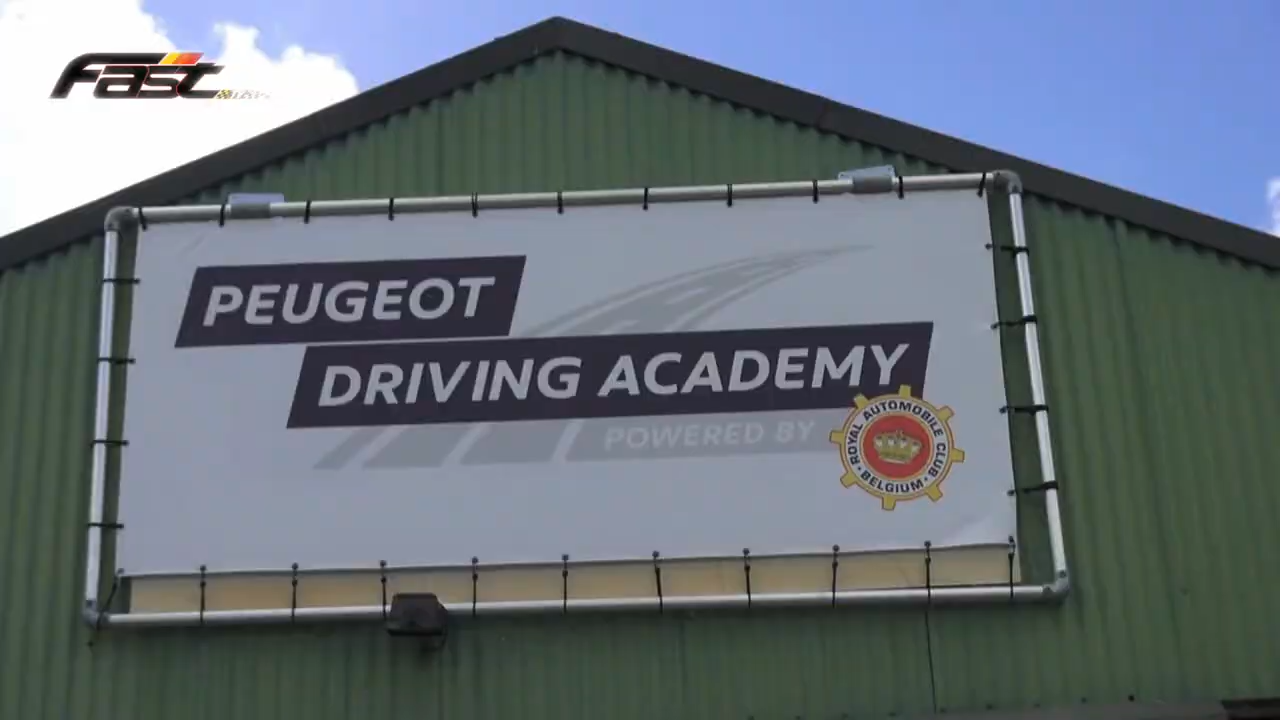 Fast
PEUGEOT
DRIVING ACADEMY
POWERED BY
ROYAL AUTOMOBILE CLUB
BELGIUM